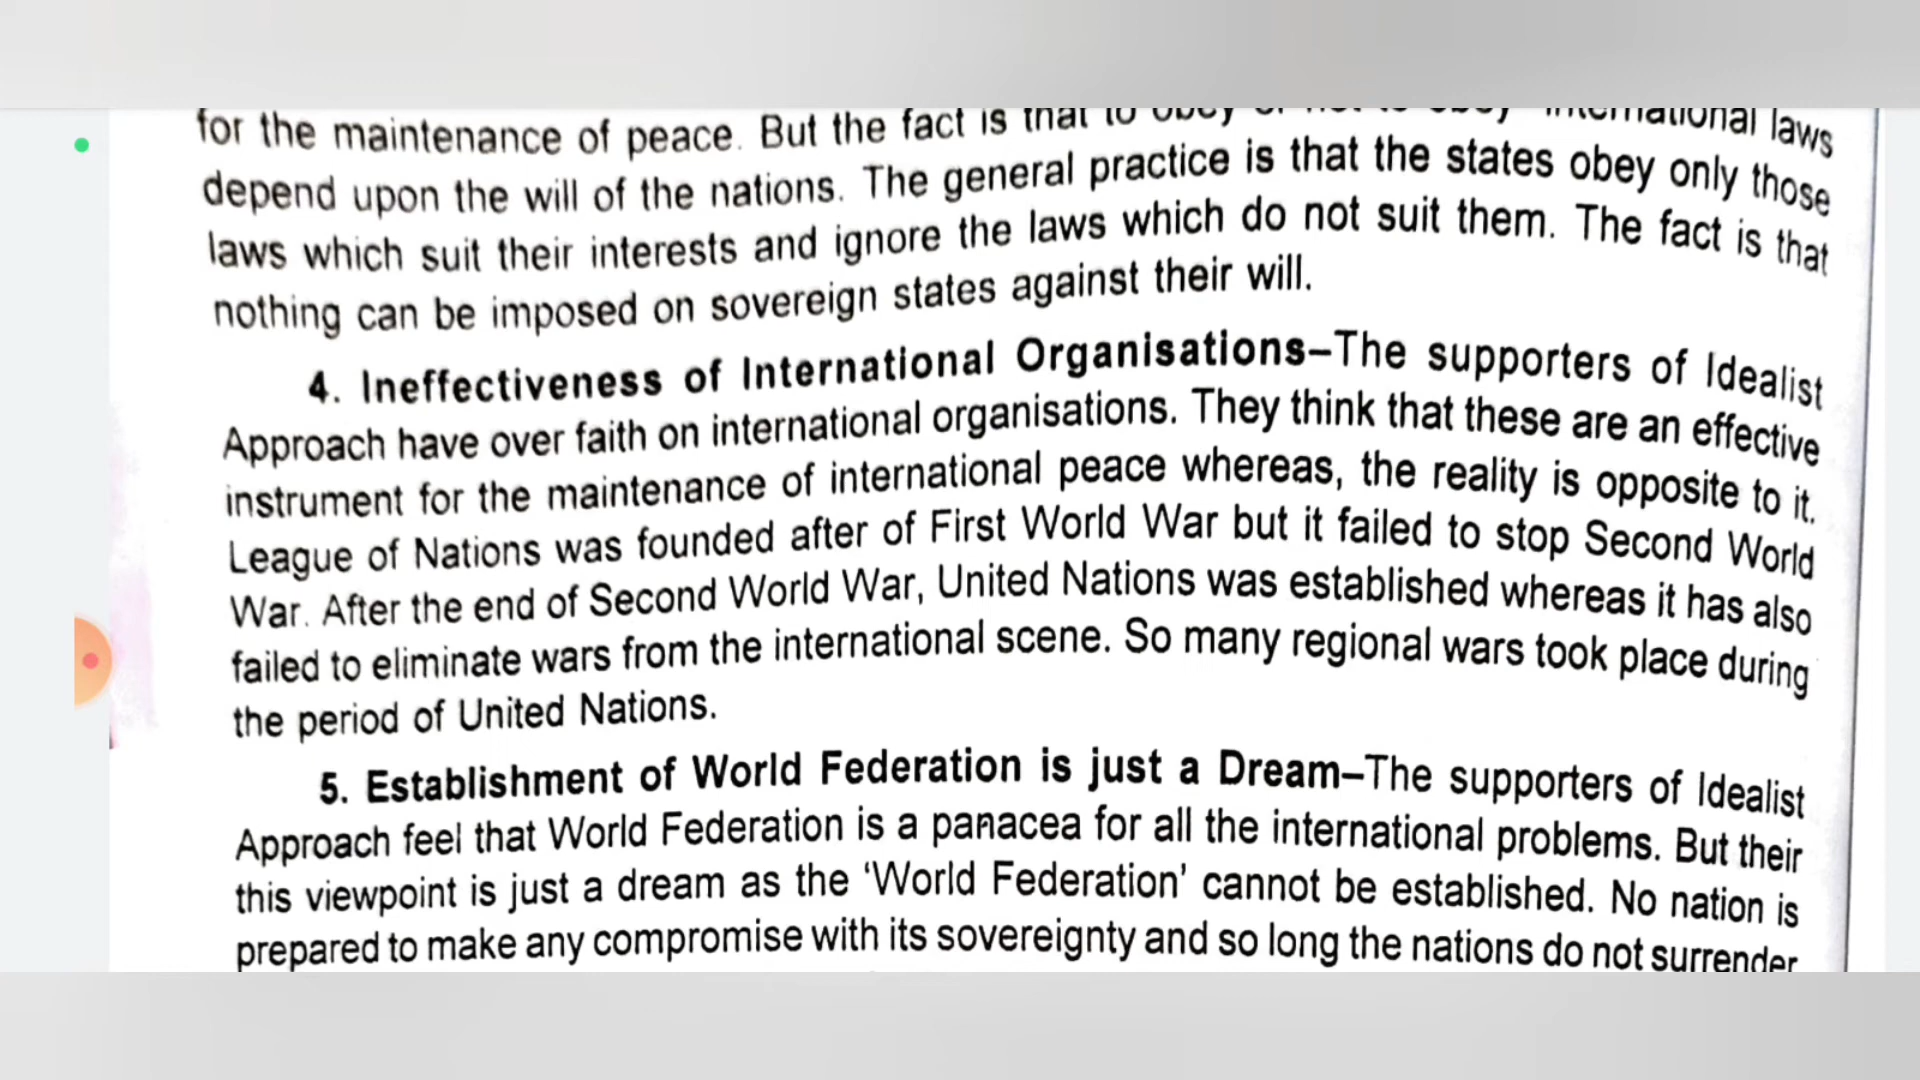 for the maintenance of peace. But the fact is that to obey or not to obey international laws
depend upon the will of the nations. The general practice is that the states obey only those
laws which suit their interests and ignore the laws which do not suit them. The fact is that
nothing can be imposed on sovereign states against their will.
4. Ineffectiveness of International Organisations–The supporters of Idealist
Approach have over faith on international organisations. They think that these are an effective
instrument for the maintenance of international peace whereas, the reality is opposite to it.
League of Nations was founded after of First World War but it failed to stop Second World
War. After the end of Second World War, United Nations was established whereas it has also
failed to eliminate wars from the international scene. So many regional wars took place during
the period of United Nations.
5. Establishment of World Federation is just a Dream–The supporters of Idealist
Approach feel that World Federation is a panacea for all the international problems. But their
this viewpoint is just a dream as the ‘World Federation’ cannot be established. No nation is
prepared to make any compromise with its sovereignty and so long the nations do not surrender